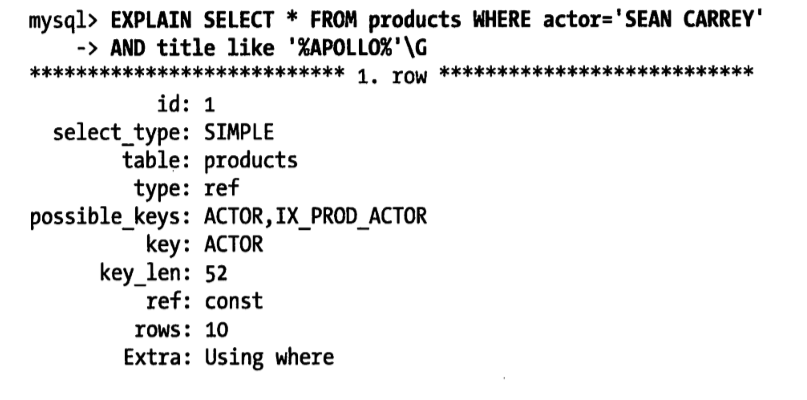 mysql> EXPLAIN SELECT * FROM products WHERE actor='SEAN CARREY'
-> AND title like '%APOLLO%'\G
*************************** 1. row ***************************
id: 1
select_type: SIMPLE
table: products
type: ref
possible_keys: ACTOR,IX_PROD_ACTOR
key: ACTOR
key_len: 52
ref: const
rows: 10
Extra: Using where